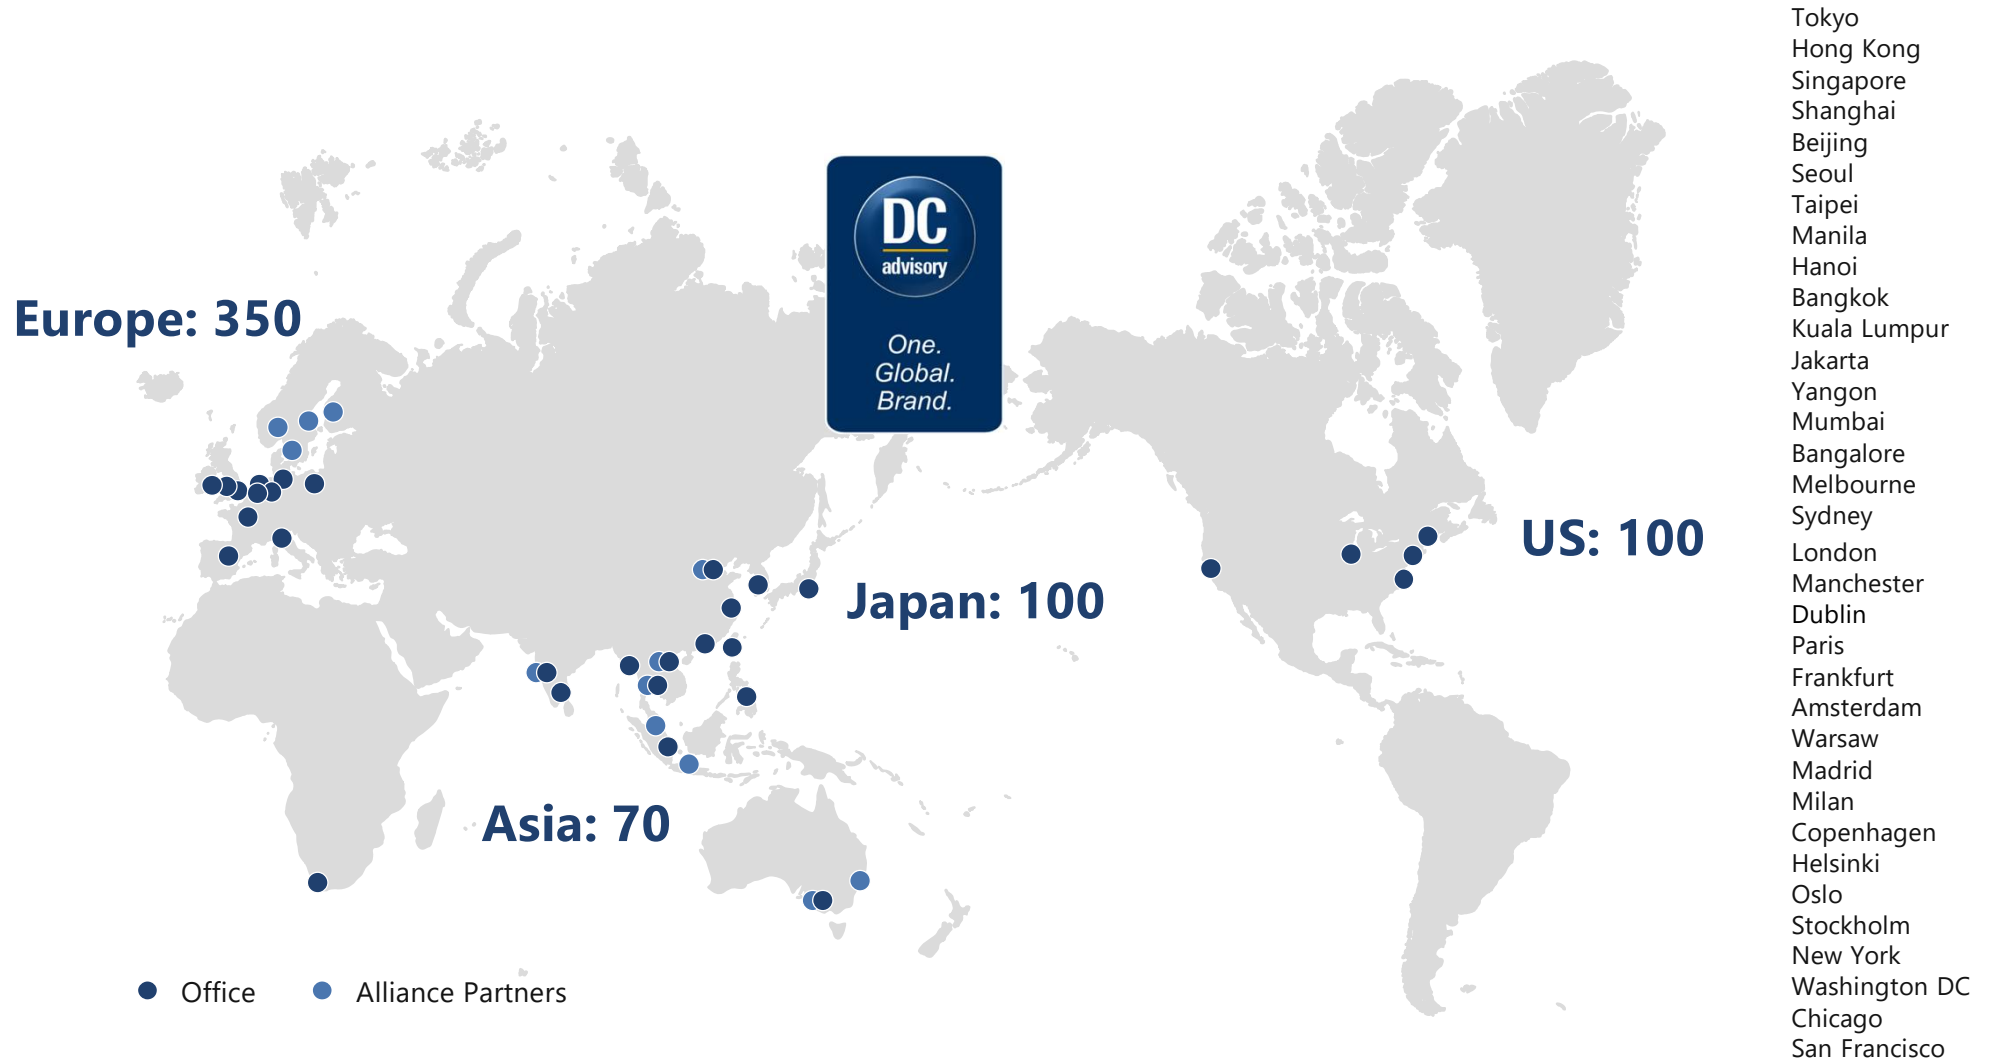 Europe: 350
DC
advisory
One.
Global.
Brand.
US: 100
Japan: 100
Asia: 70
Office
Alliance Partners
Tokyo
Hong Kong
Singapore
Shanghai
Beijing
Seoul
Taipei
Manila
Hanoi
Bangkok
Kuala Lumpur
Jakarta
Yangon
Mumbai
Bangalore
Melbourne
Sydney
London
Manchester
Dublin
Paris
Frankfurt
Amsterdam
Warsaw
Madrid
Milan
Copenhagen
Helsinki
Oslo
Stockholm
New York
Washington DC
Chicago
San Francisco